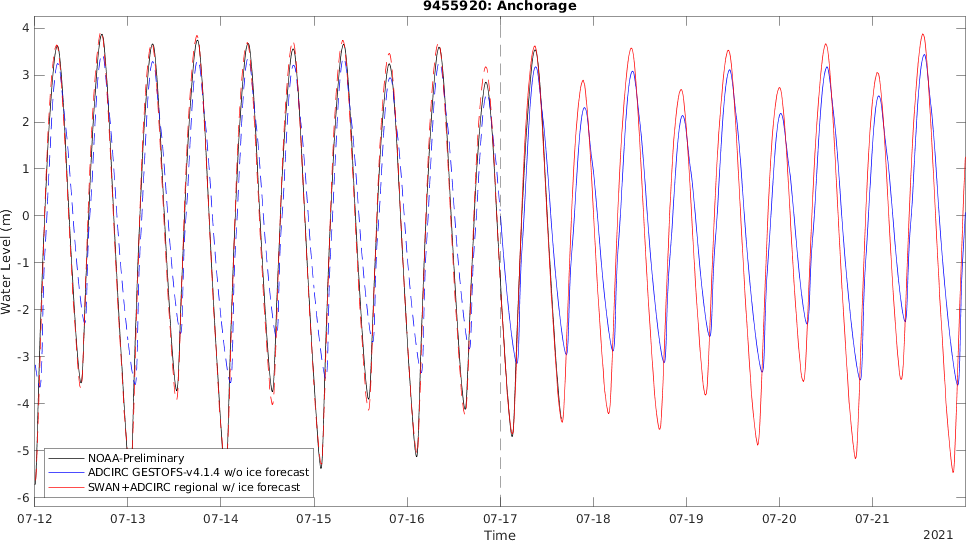 9455920: Anchorage
Water Level (m)
4
3
2
1
0
-1
-2
-3
-4
-5
-6
NOAA-Preliminary
ADCIRC GESTOFS-v4.1.4 w/o ice forecast
SWAN+ADCIRC regional w/ ice forecast
07-12 07-13 07-14 07-15 07-16 07-17 07-18 07-19 07-20 07-21
Time
2021